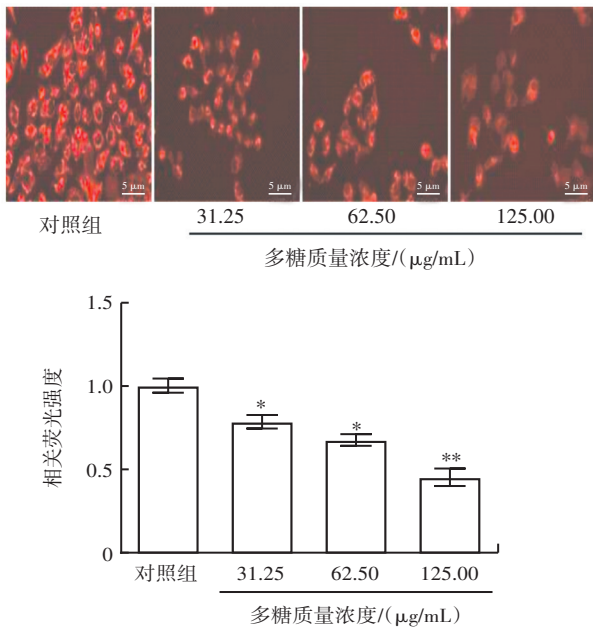 5 μm 5 μm 5 μm 5 μm
对照组 31.25 62.50 125.00
多糖质量浓度/(μg/mL)
1.5
1.0
0.5
0
相关荧光强度
* * **
对照组 31.25 62.50 125.00
多糖质量浓度/(μg/mL)